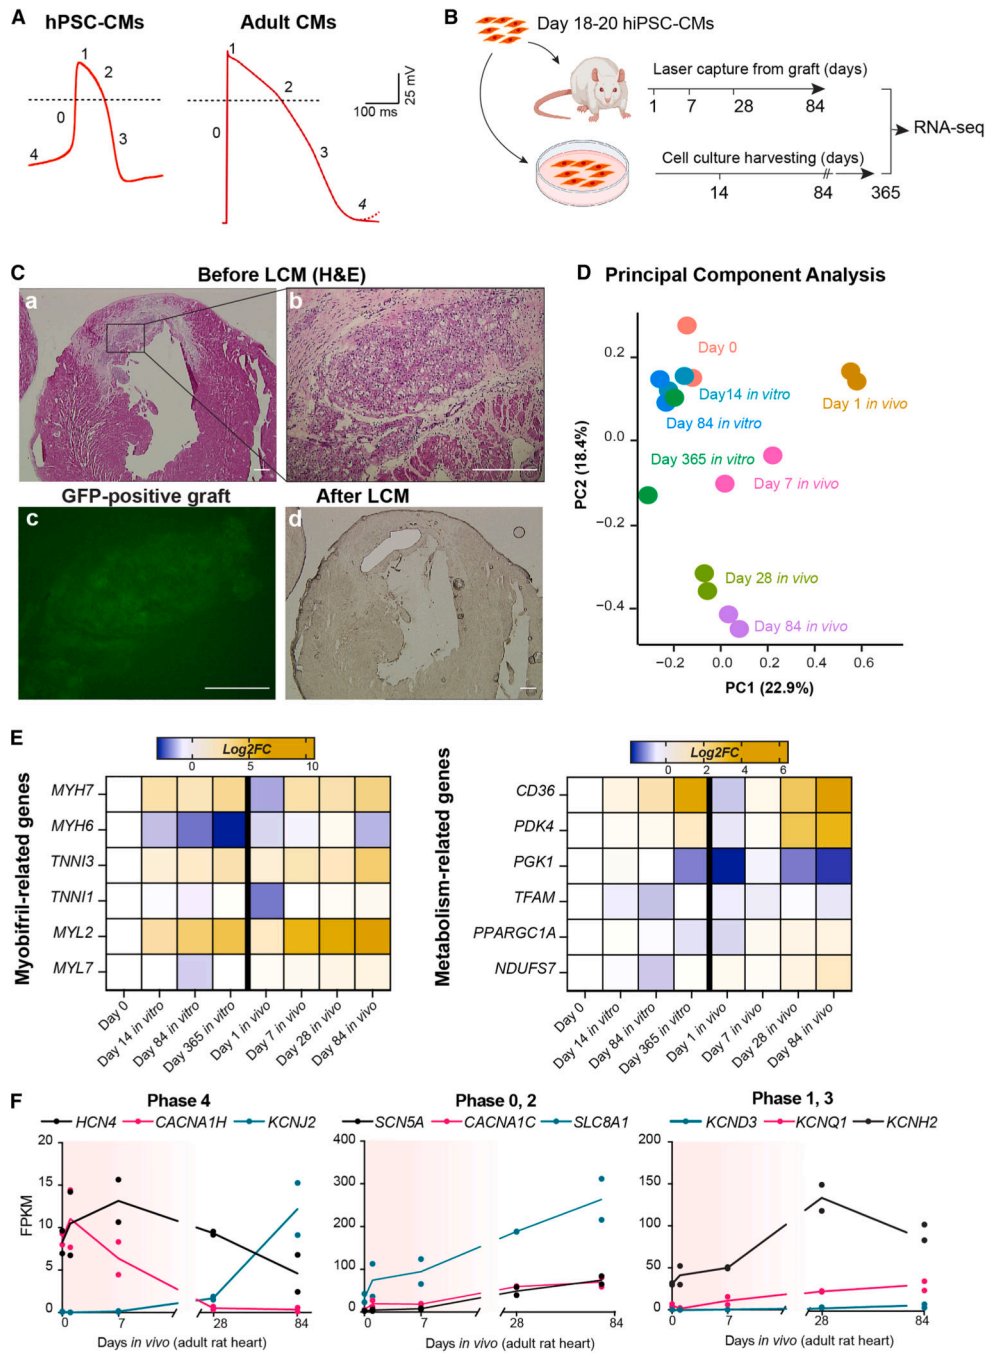 A
hPSC-CMs
Adult CMs
1
2
0
3
4
1
2
0
3
4
25 mV
100 ms
B
Day 18-20 hiPSC-CMs
Laser capture from graft (days)
1 7 28 84
RNA-seq
Cell culture harvesting (days)
14 84 365
C
Before LCM (H&E)
a
b
GFP-positive graft
After LCM
c
d
D
Principal Component Analysis
0.2
0.0
−0.2
−0.4
PC2 (18.4%)
Day 0
Day14 in vitro
Day 84 in vitro
Day 1 in vivo
Day 365 in vitro
Day 7 in vivo
Day 28 in vivo
Day 84 in vivo
−0.2 0.0 0.2 0.4 0.6
PC1 (22.9%)
E
Log2FC
0 5 10
Myobifril-related genes
MYH7
MYH6
TNNI3
TNNI1
MYL2
MYL7
Day 0
Day 14 in vitro
Day 84 in vitro
Day 365 in vitro
Day 1 in vivo
Day 7 in vivo
Day 28 in vivo
Day 84 in vivo
Log2FC
0 2 4 6
Metabolism-related genes
CD36
PDK4
PGK1
TFAM
PPARGC1A
NDUFS7
Day 0
Day 14 in vitro
Day 84 in vitro
Day 365 in vitro
Day 1 in vivo
Day 7 in vivo
Day 28 in vivo
Day 84 in vivo
F
Phase 4
HCN4 CACNA1H KCNJ2
20
15
10
5
0
FPKM
0 7 28 84
Days in vivo (adult rat heart)
Phase 0, 2
SCN5A CACNA1C SLC8A1
400
300
200
100
0
0 7 28 84
Days in vivo (adult rat heart)
Phase 1, 3
KCND3 KCNQ1 KCNH2
200
150
100
50
0
0 7 28 84
Days in vivo (adult rat heart)